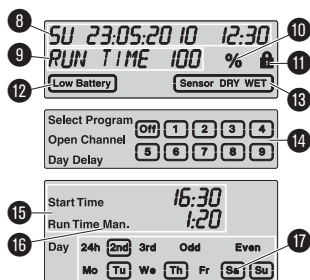 8 SU 23:05:20 10 12:30 10
9 RUN TIME 100 % 11
12 Low Battery Sensor DRY WET 13
Select Program Off 1 2 3 4 14
Open Channel
Day Delay 5 6 7 8 9
15 Start Time 16:30
16 Run Time Man. 1:20
Day 24h 2nd 3rd Odd Even 17
Mo Tu We Th Fr Sa Su